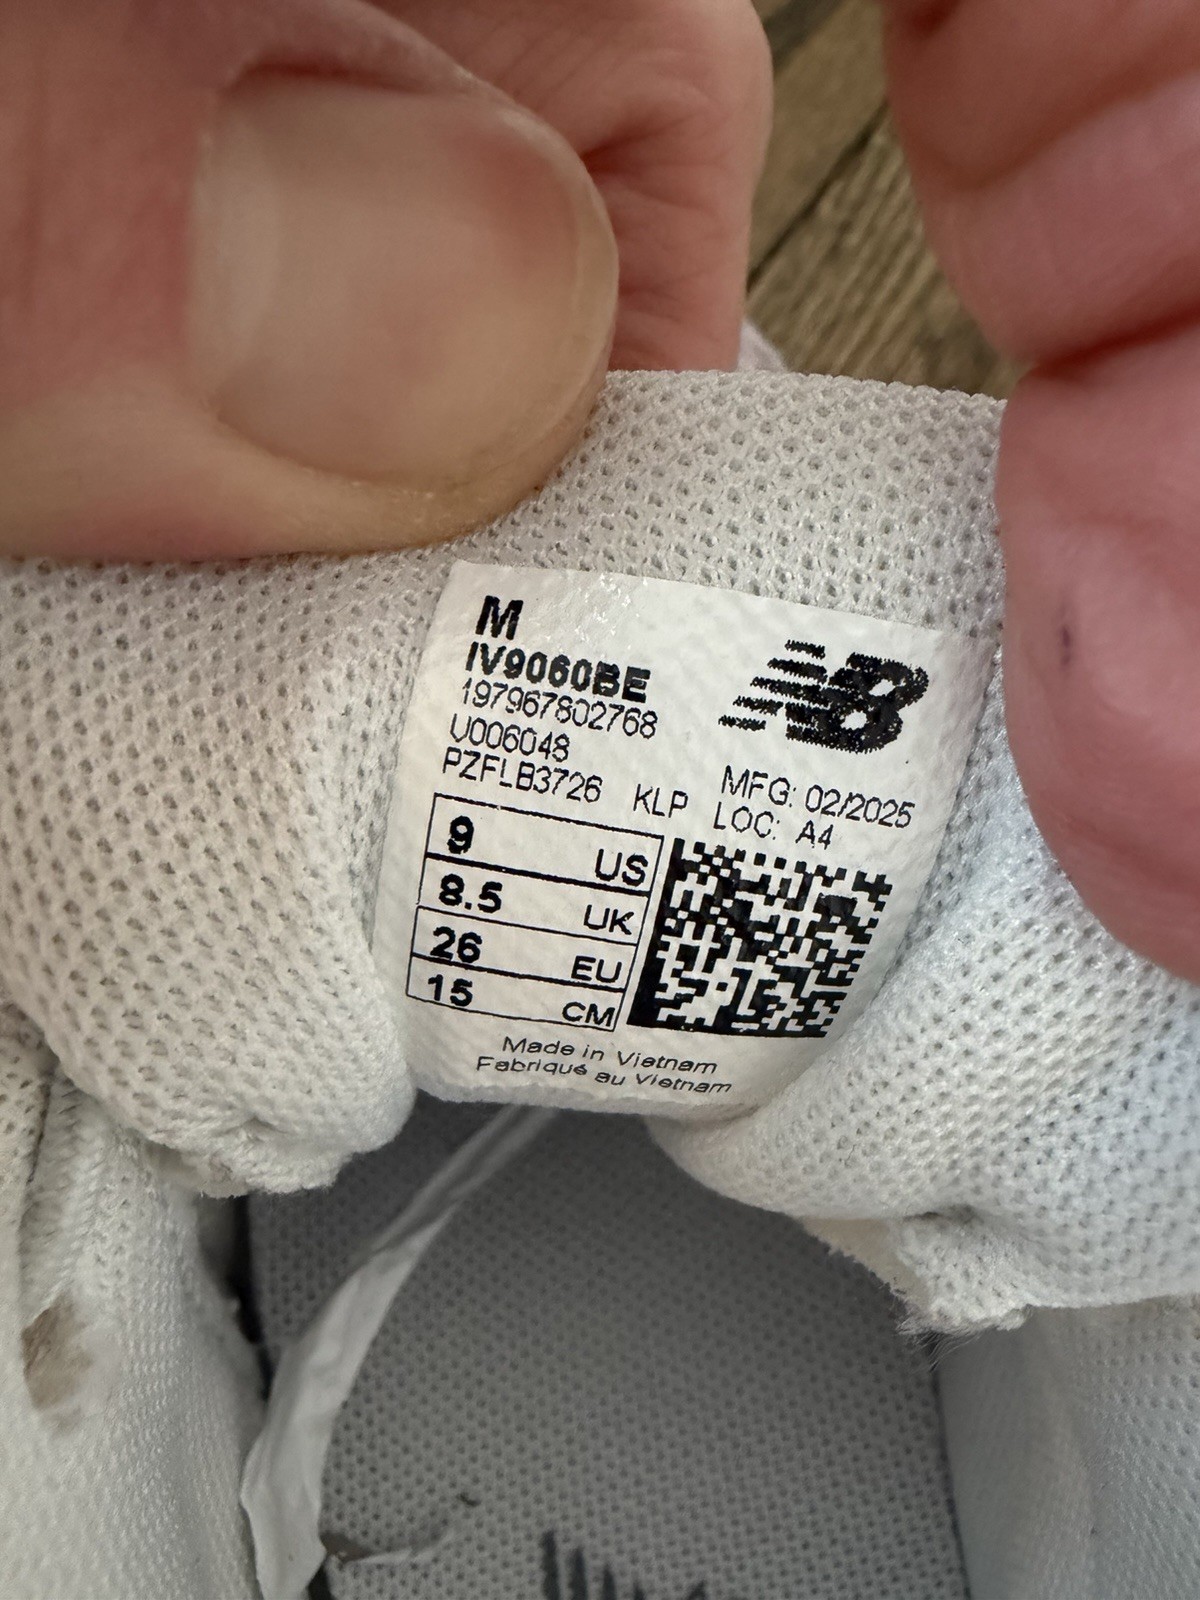 M
IV9060BE
197967802768
U006048
PZFLB3726 KLP
NB
MFG: 02/2025
LOC: A4
9 US
8.5 UK
26 EU
15 CM
Made in Vietnam
Fabriqué au Vietnam